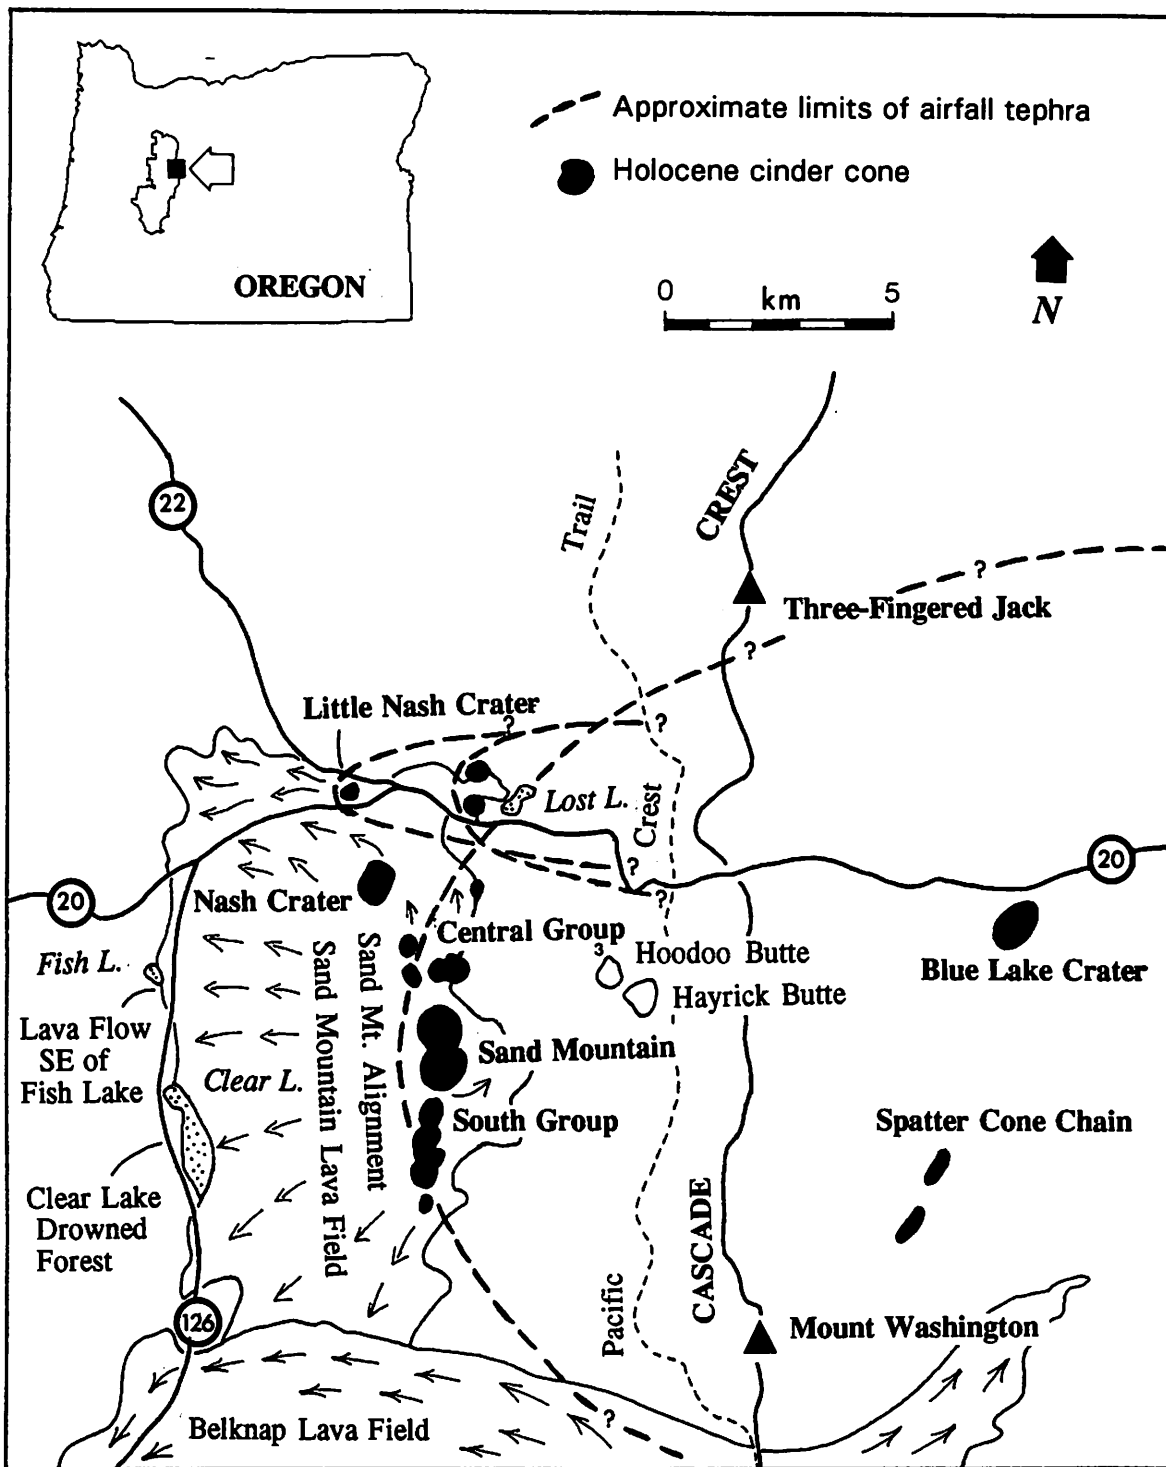 OREGON
Approximate limits of airfall tephra
Holocene cinder cone
0
km
5
N
22
Trail
CREST
?
Three-Fingered Jack
?
Little Nash Crater
?
?
Lost L.
Crest
20
?
?
20
Nash Crater
Central Group
3
Hoodoo Butte
Hayrick Butte
Blue Lake Crater
Fish L.
Lava Flow
SE of
Fish Lake
Sand Mountain Lava Field
Sand Mt. Alignment
Sand Mountain
Clear L.
South Group
Spatter Cone Chain
Clear Lake
Drowned
Forest
CASCADE
Pacific
126
Mount Washington
?
Belknap Lava Field